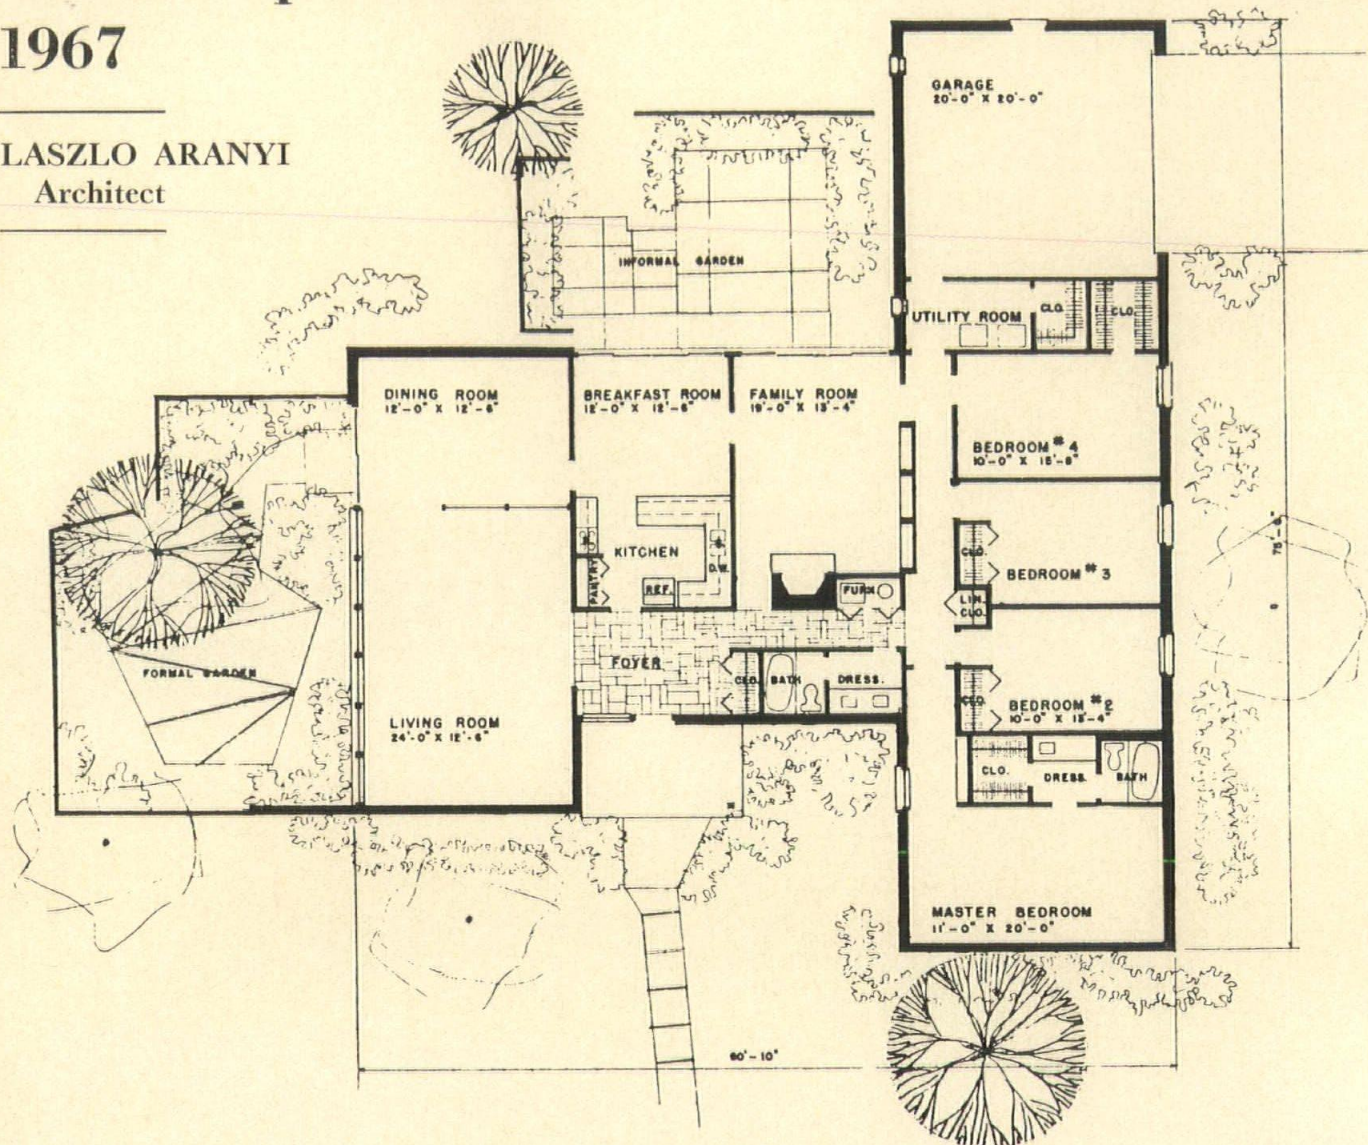 1967
LASZLO ARANYI
Architect
GARAGE
20'-0" X 20'-0"
INFORMAL GARDEN
UTILITY ROOM
CLO.
CLO.
DINING ROOM
12'-0" X 12'-6"
BREAKFAST ROOM
12'-0" X 12'-6"
FAMILY ROOM
19'-0" X 13'-4"
BEDROOM #4
10'-0" X 15'-8"
KITCHEN
PANTRY
REF.
D.W.
FURN.
CLO.
BEDROOM #3
LIN.
CLO.
FORMAL GARDEN
FOYER
CLO.
BATH
DRESS.
CLO.
BEDROOM #2
10'-0" X 13'-4"
LIVING ROOM
24'-0" X 12'-6"
CLO.
DRESS.
BATH
MASTER BEDROOM
11'-0" X 20'-0"
60'-10"